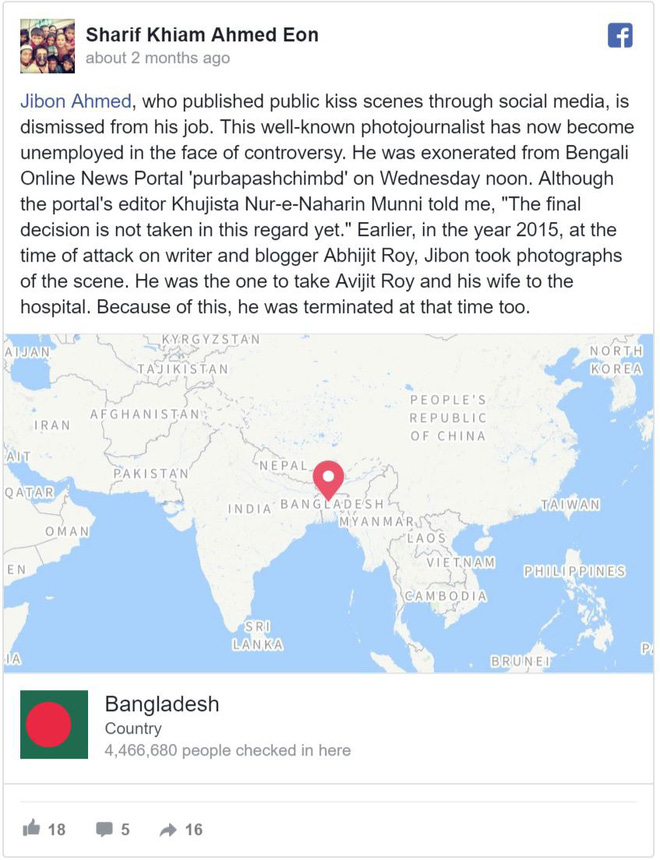 Sharif Khiam Ahmed Eon
about 2 months ago
Jibon Ahmed, who published public kiss scenes through social media, is
dismissed from his job. This well-known photojournalist has now become
unemployed in the face of controversy. He was exonerated from Bengali
Online News Portal 'purbapashchimbd' on Wednesday noon. Although
the portal's editor Khujista Nur-e-Naharin Munni told me, "The final
decision is not taken in this regard yet." Earlier, in the year 2015, at the
time of attack on writer and blogger Abhijit Roy, Jibon took photographs
of the scene. He was the one to take Avijit Roy and his wife to the
hospital. Because of this, he was terminated at that time too.
KYRGYZSTAN
AIJAN
NORTH
KOREA
TAJIKISTAN
PEOPLE'S
REPUBLIC
OF CHINA
AFGHANISTAN
IRAN
AIT
PAKISTAN
NEPAL
QATAR
INDIA
BANGLADESH
TAIWAN
MYANMAR
OMAN
LAOS
EN
VIETNAM
PHILIPPINES
CAMBODIA
SRI
LANKA
IA
BRUNEI
P
Bangladesh
Country
4,466,680 people checked in here
18
5
16